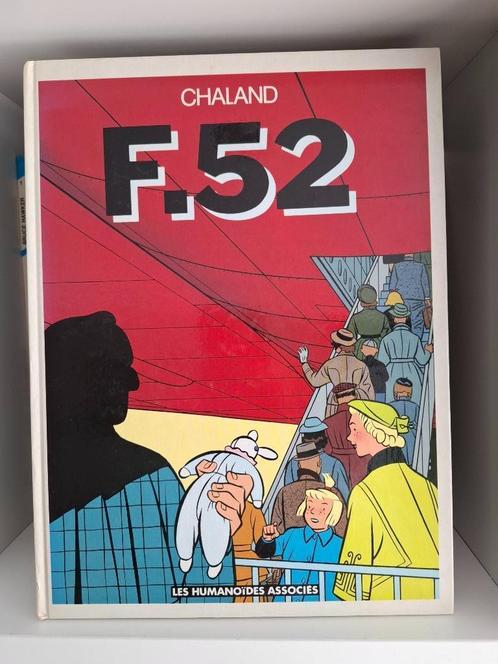 CHALAND
F.52
LES HUMANOÏDES ASSOCIÉS